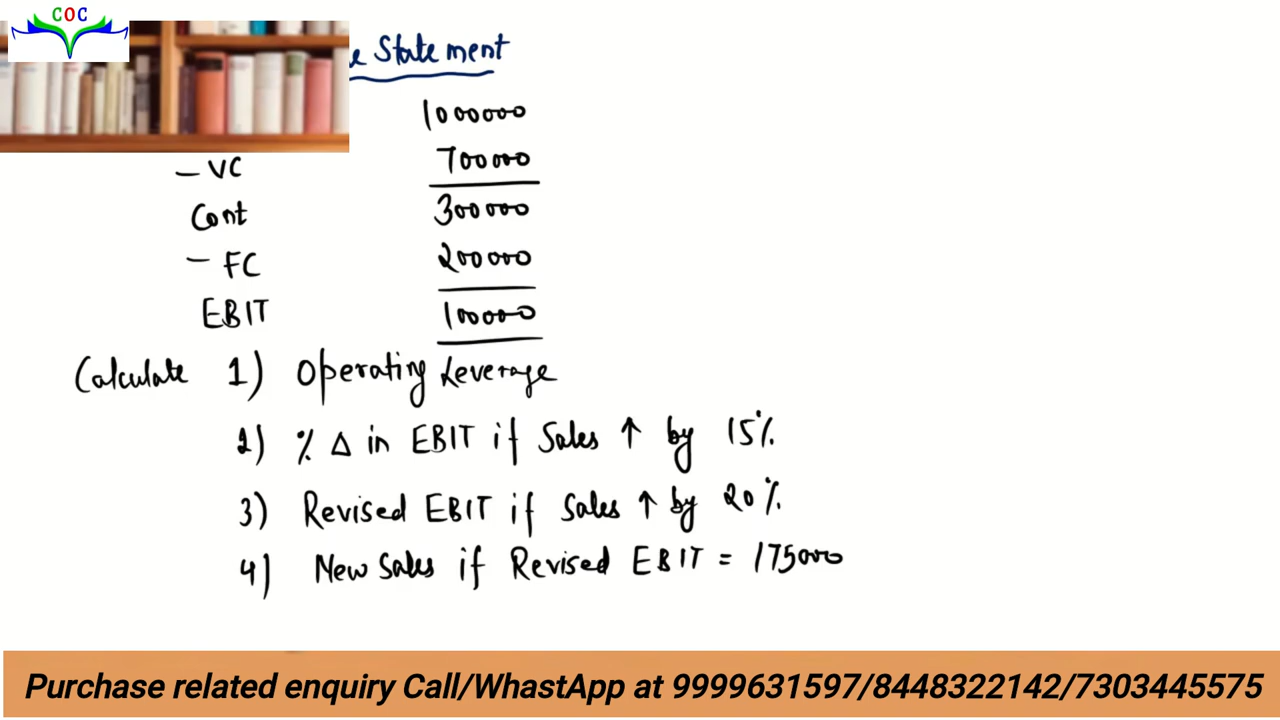 COC
Statement
1000000
- VC 700000
Cont 300000
- FC 200000
EBIT 100000
Calculate 1) Operating Leverage
2) % Δ in EBIT if Sales ↑ by 15%
3) Revised EBIT if Sales ↑ by 20%
4) New Sales if Revised EBIT = 175000
Purchase related enquiry Call/WhastApp at 9999631597/8448322142/7303445575